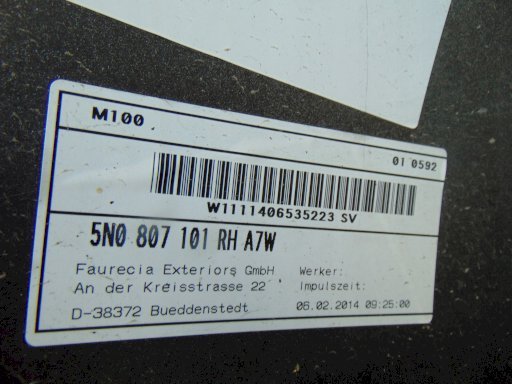 M100
01 0592
W1111406535223 SV
5N0 807 101 RH A7W
Faurecia Exteriors GmbH
An der Kreisstrasse 22
D-38372 Bueddenstedt
Werker:
Impulszeit:
06.02.2014 09:25:00